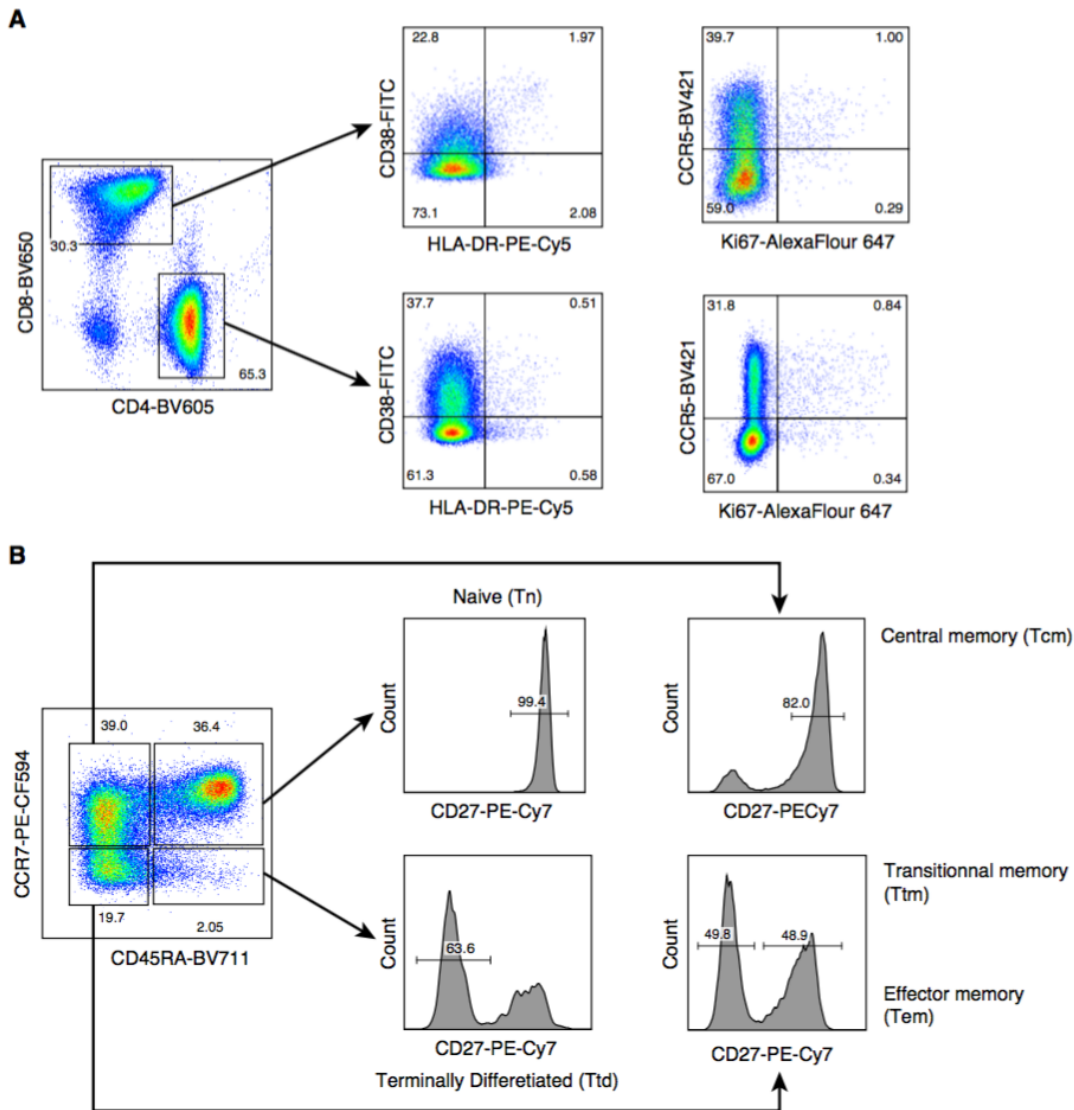 A
22.8
1.97
CD38-FITC
73.1
2.08
HLA-DR-PE-Cy5
39.7
1.00
CCR5-BV421
59.0
0.29
Ki67-AlexaFlour 647
30.3
CD8-BV650
65.3
CD4-BV605
37.7
0.51
CD38-FITC
61.3
0.58
HLA-DR-PE-Cy5
31.8
0.84
CCR5-BV421
67.0
0.34
Ki67-AlexaFlour 647
B
Naive (Tn)
Count
99.4
CD27-PE-Cy7
Central memory (Tcm)
Count
82.0
CD27-PECy7
39.0
36.4
CCR7-PE-CF594
19.7
2.05
CD45RA-BV711
Count
63.6
CD27-PE-Cy7
Terminally Differetiated (Ttd)
Count
49.8
48.9
CD27-PE-Cy7
Transitionnal memory
(Ttm)
Effector memory
(Tem)